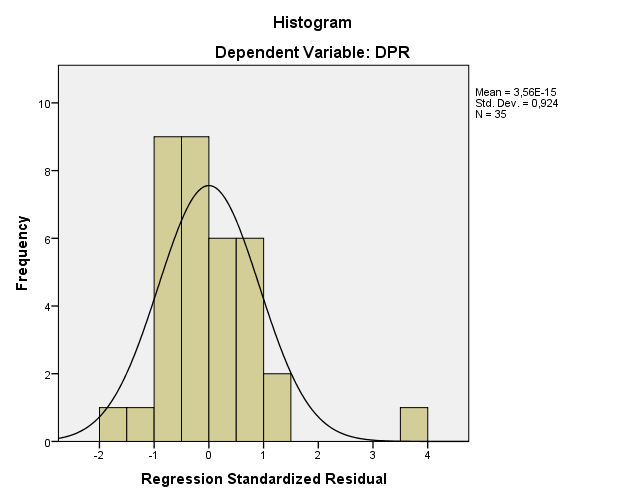 Histogram
Dependent Variable: DPR
Mean = 3,56E-15
Std. Dev. = 0,924
N = 35
10
8
6
4
2
0
Frequency
-2 -1 0 1 2 3 4
Regression Standardized Residual